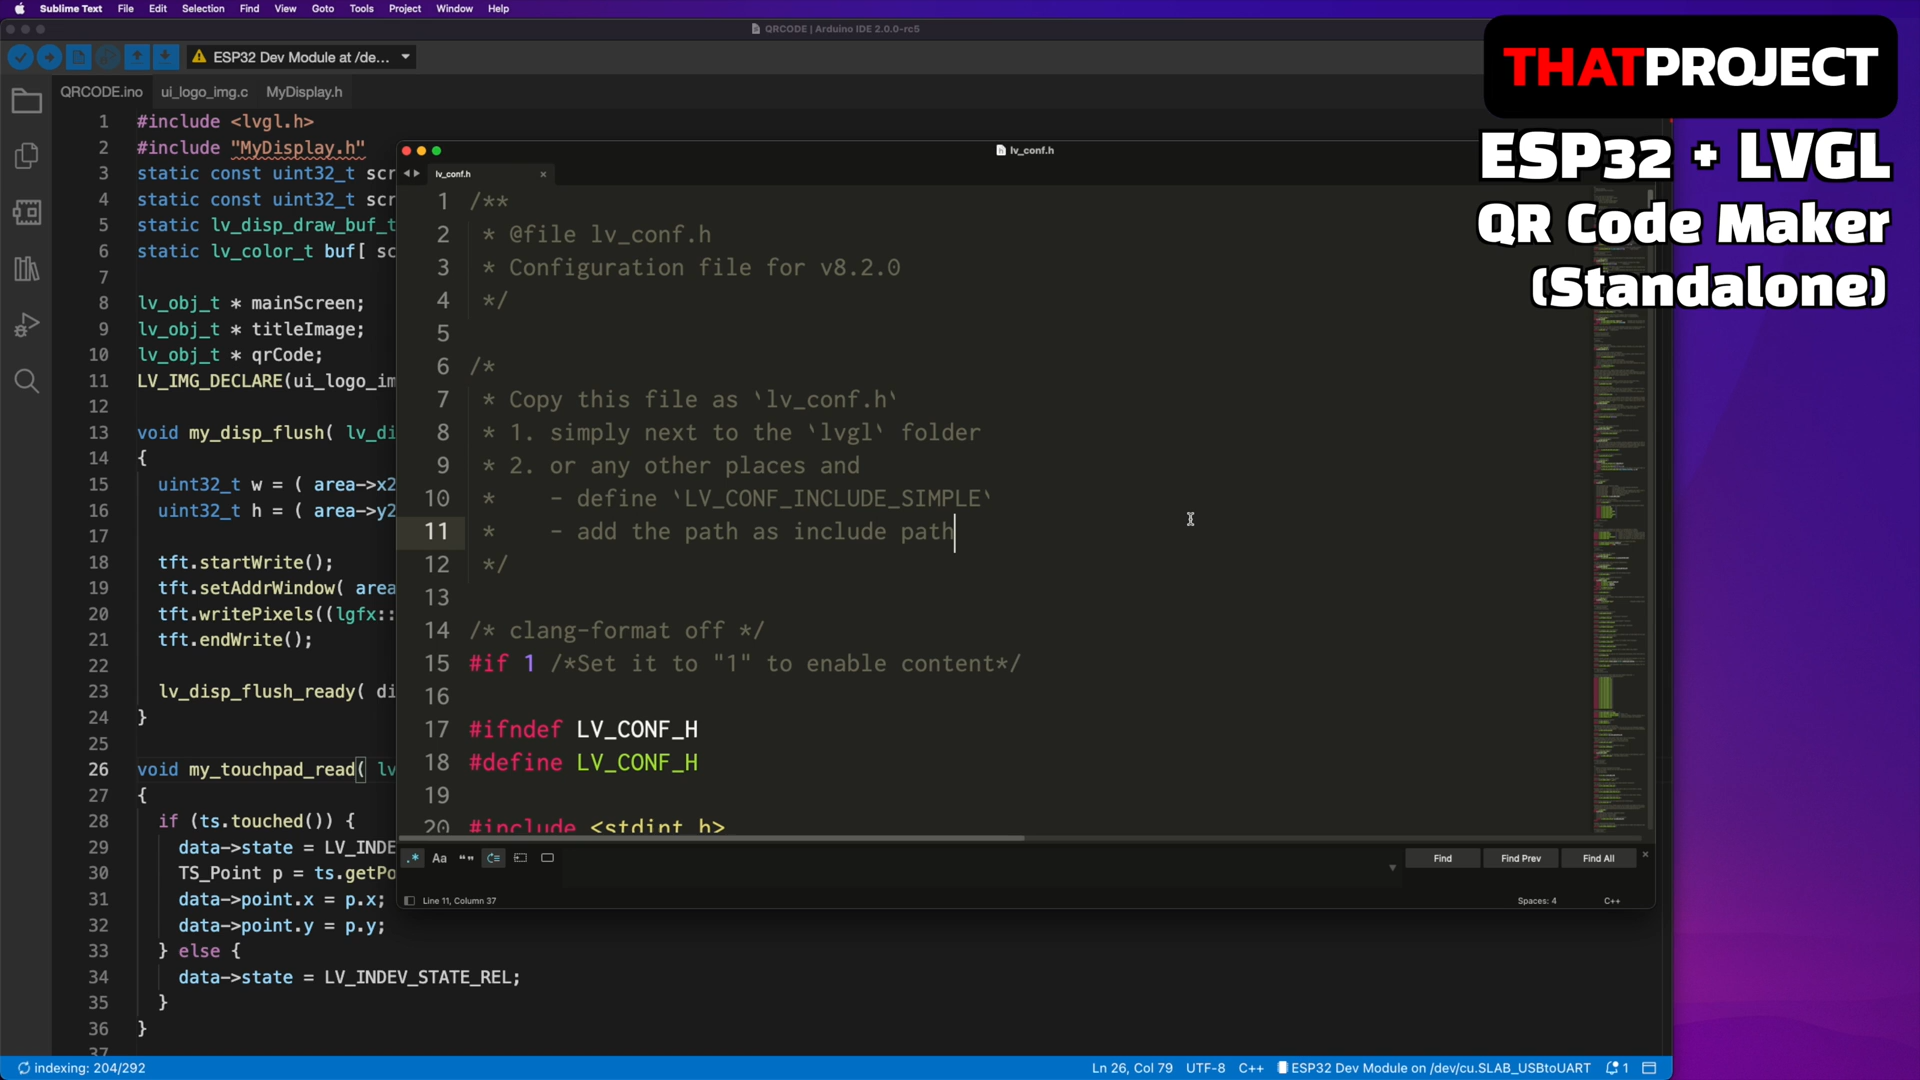 Sublime Text File Edit Selection Find View Goto Tools Project Window Help
QRCODE | Arduino IDE 2.0.0-rc5
ESP32 Dev Module at /de...
QRCODE.ino ui_logo_img.c MyDisplay.h
1 #include <lvgl.h>
2 #include "MyDisplay.h"
3 static const uint32_t scr
4 static const uint32_t scr
5 static lv_disp_draw_buf_t
6 static lv_color_t buf[ sc
7
8 lv_obj_t * mainScreen;
9 lv_obj_t * titleImage;
10 lv_obj_t * qrCode;
11 LV_IMG_DECLARE(ui_logo_im
12
13 void my_disp_flush( lv_di
14 {
15 uint32_t w = ( area->x2
16 uint32_t h = ( area->y2
17
18 tft.startWrite();
19 tft.setAddrWindow( area
20 tft.writePixels((lgfx::
21 tft.endWrite();
22
23 lv_disp_flush_ready( di
24 }
25
26 void my_touchpad_read( lv
27 {
28 if (ts.touched()) {
29 data->state = LV_INDE
30 TS_Point p = ts.getPo
31 data->point.x = p.x;
32 data->point.y = p.y;
33 } else {
34 data->state = LV_INDEV_STATE_REL;
35 }
36 }
37
lv_conf.h
lv_conf.h
1 /**
2 * @file lv_conf.h
3 * Configuration file for v8.2.0
4 */
5
6 /*
7 * Copy this file as `lv_conf.h`
8 * 1. simply next to the `lvgl` folder
9 * 2. or any other places and
10 * - define `LV_CONF_INCLUDE_SIMPLE`
11 * - add the path as include path
12 */
13
14 /* clang-format off */
15 #if 1 /*Set it to "1" to enable content*/
16
17 #ifndef LV_CONF_H
18 #define LV_CONF_H
19
20 #include <stdint.h>
.* Aa “” Find Find Prev Find All
Line 11, Column 37 Spaces: 4 C++
THATPROJECT
ESP32 + LVGL
QR Code Maker
(Standalone)
indexing: 204/292 Ln 26, Col 79 UTF-8 C++ ESP32 Dev Module on /dev/cu.SLAB_USBtoUART 1